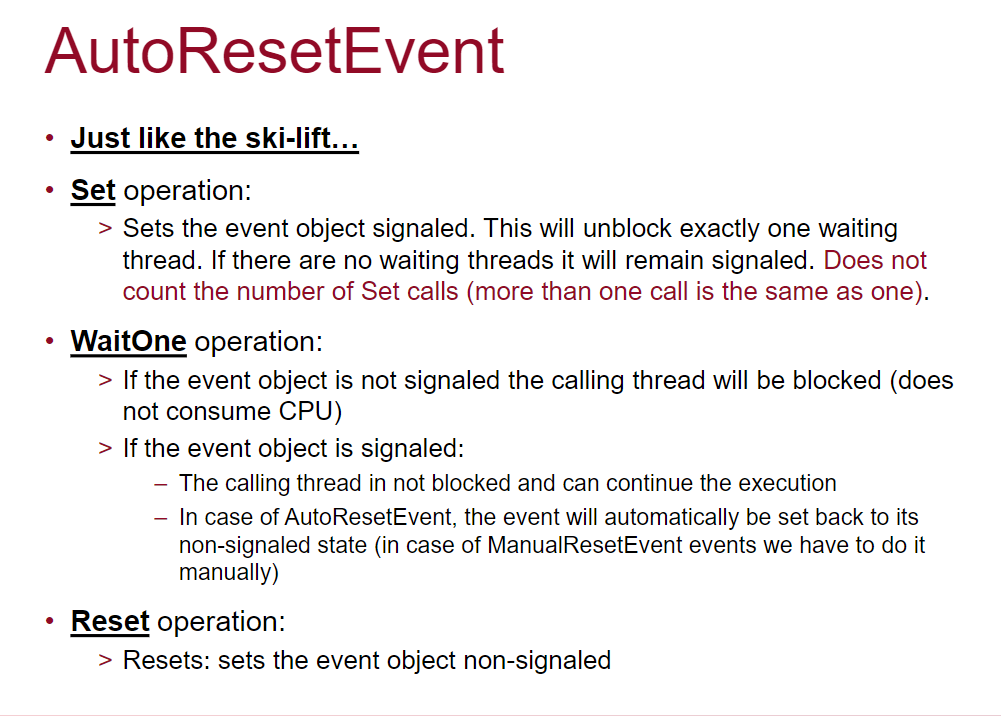 AutoResetEvent
• Just like the ski-lift…
• Set operation:
> Sets the event object signaled. This will unblock exactly one waiting
thread. If there are no waiting threads it will remain signaled. Does not
count the number of Set calls (more than one call is the same as one).
• WaitOne operation:
> If the event object is not signaled the calling thread will be blocked (does
not consume CPU)
> If the event object is signaled:
– The calling thread in not blocked and can continue the execution
– In case of AutoResetEvent, the event will automatically be set back to its
non-signaled state (in case of ManualResetEvent events we have to do it
manually)
• Reset operation:
> Resets: sets the event object non-signaled